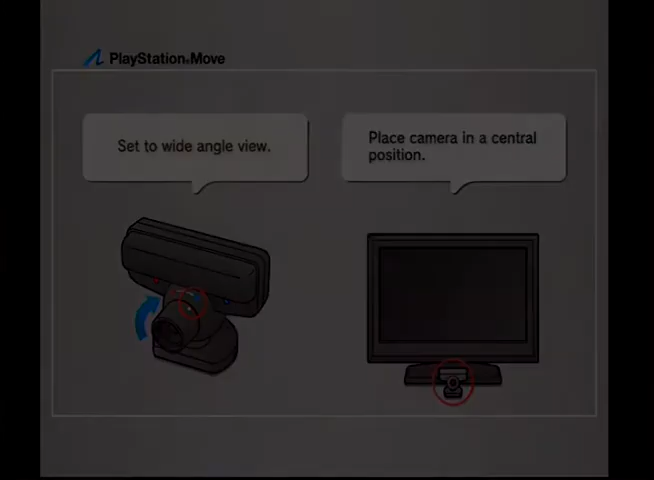 PlayStation®Move
Set to wide angle view.
Place camera in a central
position.